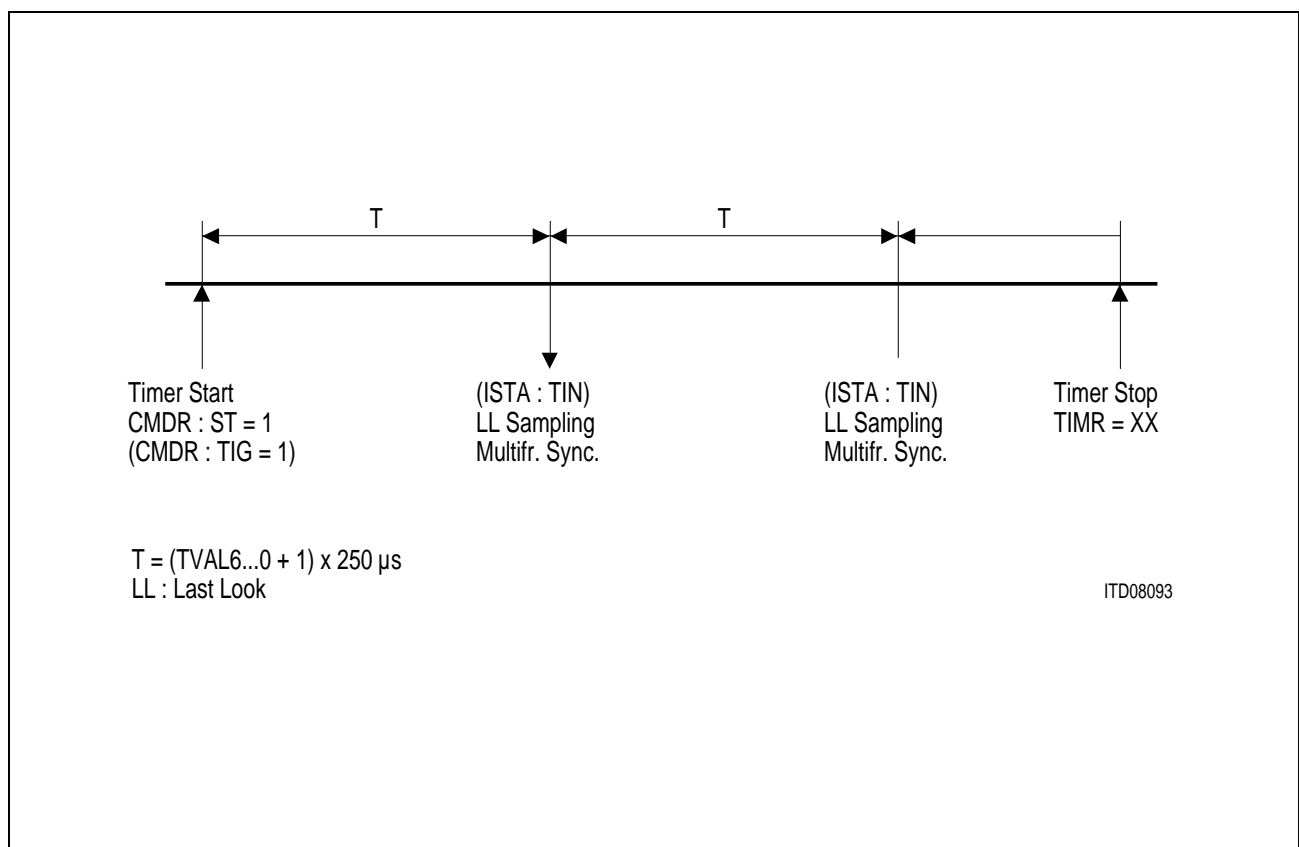 T
T
Timer Start
CMDR : ST = 1
(CMDR : TIG = 1)
(ISTA : TIN)
LL Sampling
Multifr. Sync.
(ISTA : TIN)
LL Sampling
Multifr. Sync.
Timer Stop
TIMR = XX
T = (TVAL6...0 + 1) x 250 µs
LL : Last Look
ITD08093